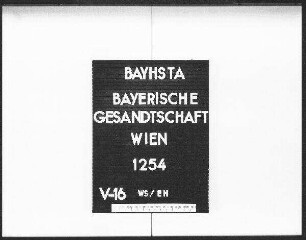 BAYHSTA
BAYERISCHE
GESANDTSCHAFT
WIEN
1254
V-16 WS/EH